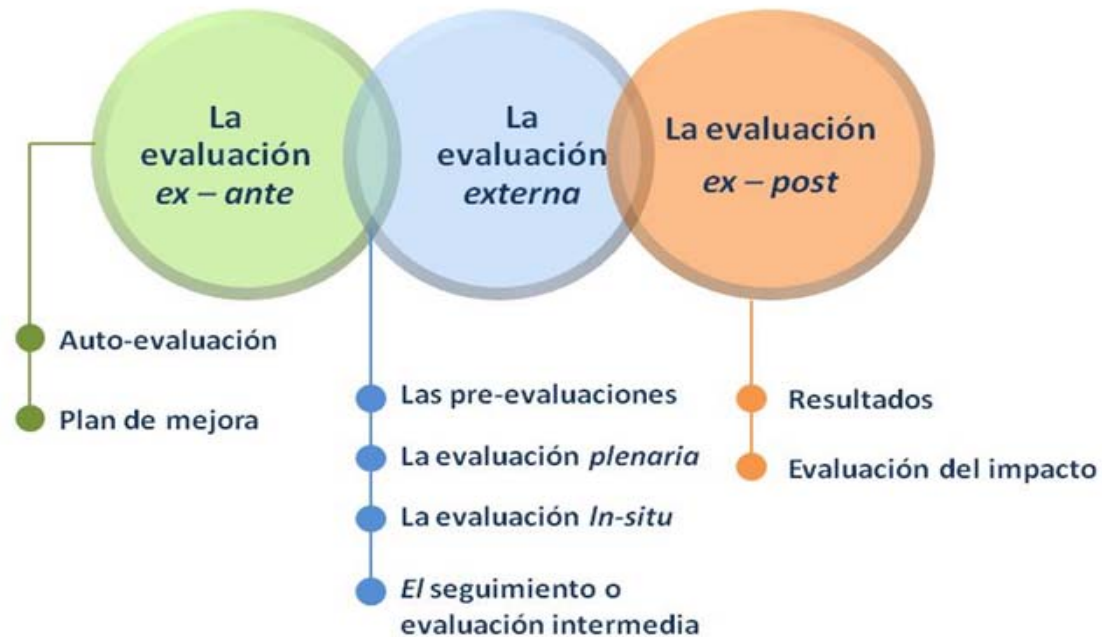 La
evaluación
ex – ante
La
evaluación
externa
La evaluación
ex – post
Auto-evaluación
Plan de mejora
Las pre-evaluaciones
La evaluación plenaria
La evaluación In-situ
El seguimiento o
evaluación intermedia
Resultados
Evaluación del impacto